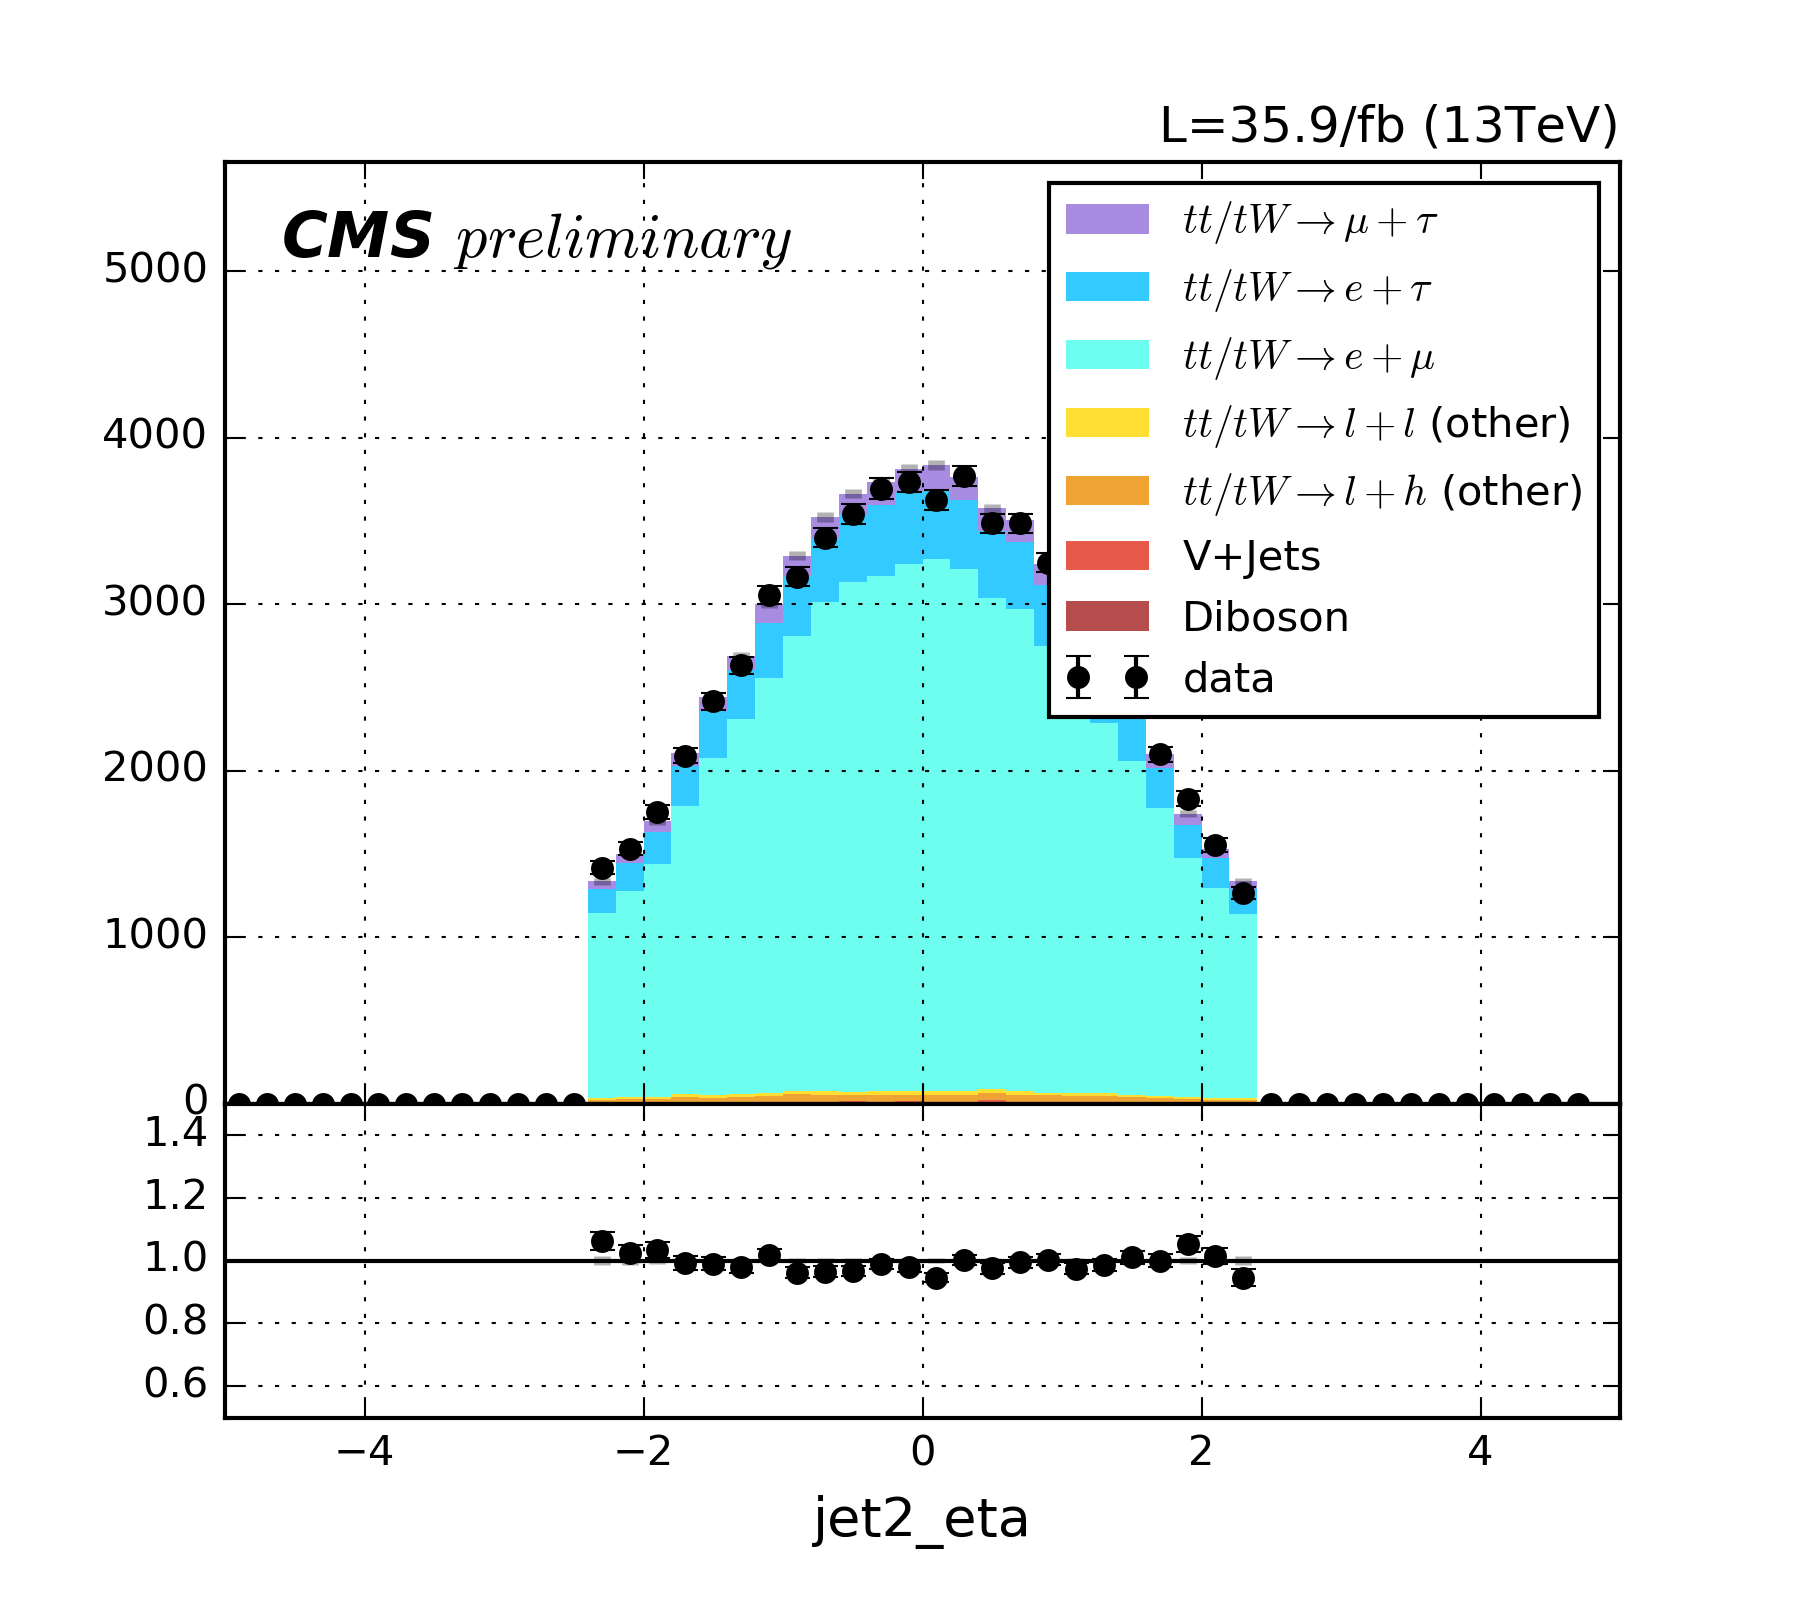 L=35.9/fb (13TeV)
CMS preliminary
tt/tW → μ + τ
tt/tW → e + τ
tt/tW → e + μ
tt/tW → l + l (other)
tt/tW → l + h (other)
V+Jets
Diboson
data
5000
4000
3000
2000
1000
0
1.4
1.2
1.0
0.8
0.6
−4 −2 0 2 4
jet2_eta